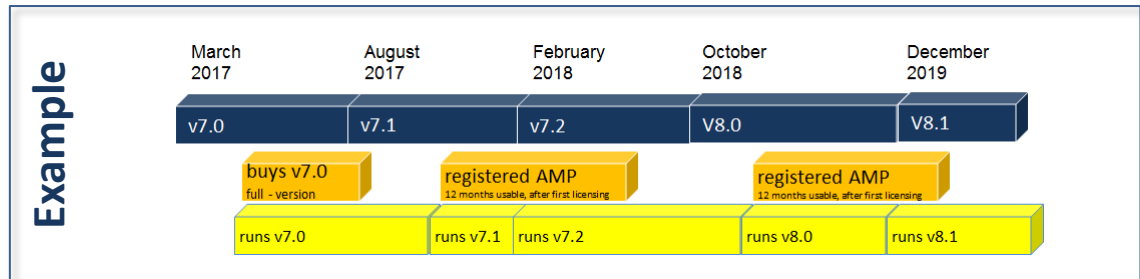 Example
March
2017
August
2017
February
2018
October
2018
December
2019
v7.0
v7.1
v7.2
V8.0
V8.1
buys v7.0
full - version
registered AMP
12 months usable, after first licensing
registered AMP
12 months usable, after first licensing
runs v7.0
runs v7.1
runs v7.2
runs v8.0
runs v8.1